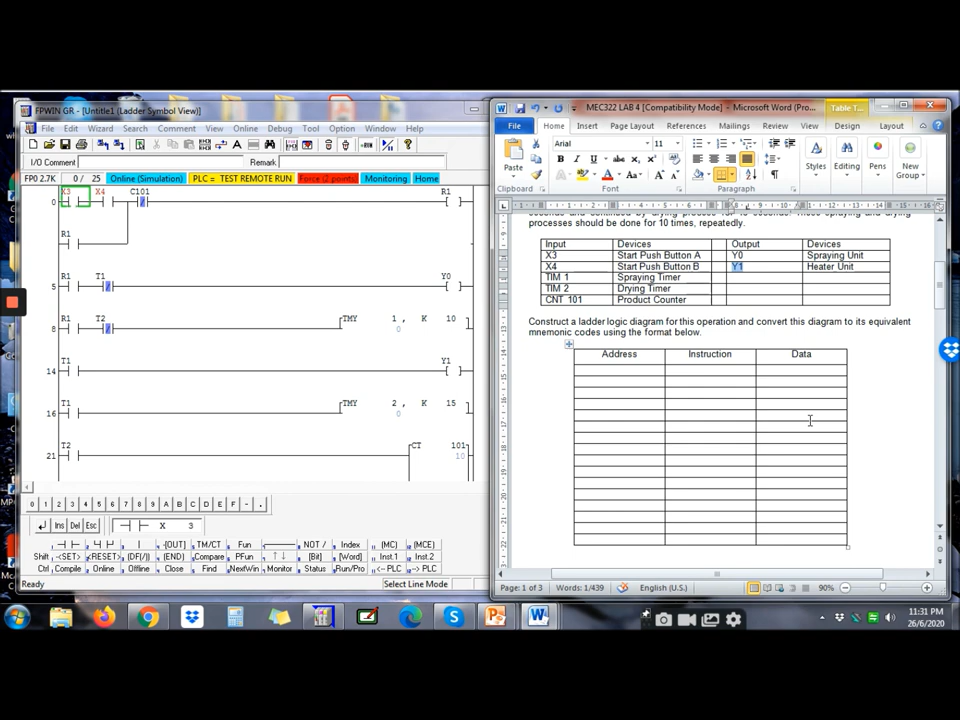 FPWIN GR - [Untitle1 (Ladder Symbol View)]
File Edit Wizard Search Comment View Online Debug Tool Option Window Help
I/O Comment Remark
FP0 2.7K 0 / 25 Online (Simulation) PLC = TEST REMOTE RUN Force (2 points) Monitoring Home
X3 X4 C101 R1
0
R1
R1 T1 Y0
5
R1 T2
8 TMY 1 , K 10
0
T1 Y1
14
T1
16 TMY 2 , K 15
0
T2
21 CT 101
10
0 1 2 3 4 5 6 7 8 9 A B C D E F - .
Ins Del Esc X 3
-[OUT] TM/CT NOT / Fun Index (MC) (MCE)
Shift -<SET> <RESET> (DF(/) (END) Compare PFun [Bit] [Word] Inst.1 Inst.2
Ctrl Compile Online Offline Close Find NextWin Monitor Status Run/Pro <-- PLC --> PLC
Ready Select Line Mode
MEC322 LAB 4 [Compatibility Mode] - Microsoft Word (Pro... Table T...
File Home Insert Page Layout References Mailings Review View Design Layout
Arial 11
Paste Styles Editing Pens New Group
Clipboard Font Paragraph
processes should be done for 10 times, repeatedly.
Input Devices Output Devices
X3 Start Push Button A Y0 Spraying Unit
X4 Start Push Button B Y1 Heater Unit
TIM 1 Spraying Timer
TIM 2 Drying Timer
CNT 101 Product Counter
Construct a ladder logic diagram for this operation and convert this diagram to its equivalent
mnemonic codes using the format below.
Address Instruction Data
Page: 1 of 3 Words: 1/439 English (U.S.) 90%
11:31 PM
26/6/2020